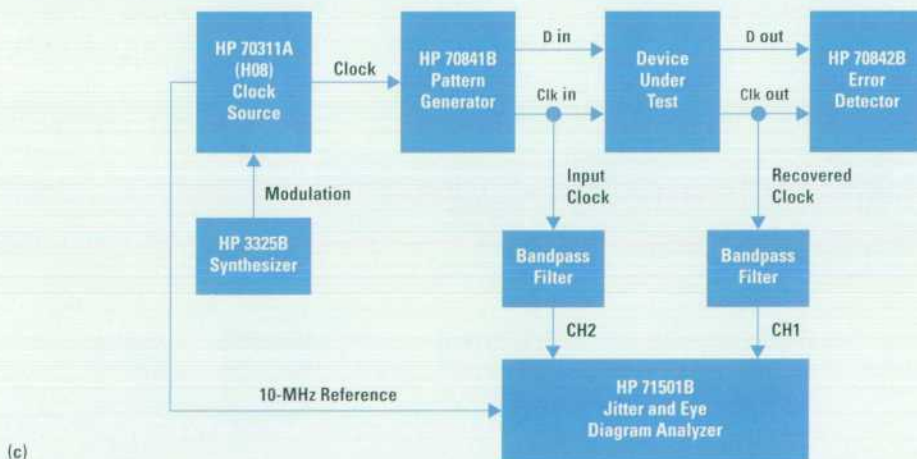 HP 70311A
(H08)
Clock
Source
Clock
HP 70841B
Pattern
Generator
D in
Clk in
Device
Under
Test
D out
Clk out
HP 70842B
Error
Detector
Modulation
HP 3325B
Synthesizer
Input
Clock
Recovered
Clock
Bandpass
Filter
Bandpass
Filter
CH2
CH1
10-MHz Reference
HP 71501B
Jitter and Eye
Diagram Analyzer
(c)